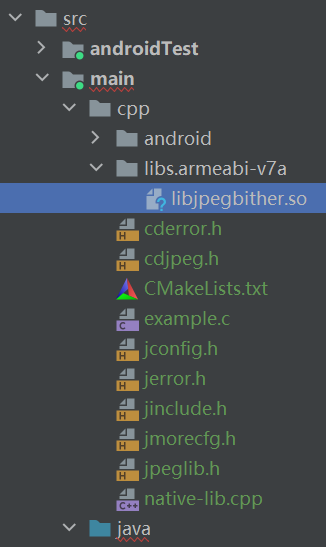 src
androidTest
main
cpp
android
libs.armeabi-v7a
libjpegbither.so
cderror.h
cdjpeg.h
CMakeLists.txt
example.c
jconfig.h
jerror.h
jinclude.h
jmorecfg.h
jpeglib.h
native-lib.cpp
java